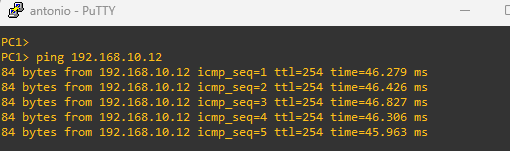 antonio - PuTTY
PC1>
PC1> ping 192.168.10.12
84 bytes from 192.168.10.12 icmp_seq=1 ttl=254 time=46.279 ms
84 bytes from 192.168.10.12 icmp_seq=2 ttl=254 time=46.426 ms
84 bytes from 192.168.10.12 icmp_seq=3 ttl=254 time=46.827 ms
84 bytes from 192.168.10.12 icmp_seq=4 ttl=254 time=46.306 ms
84 bytes from 192.168.10.12 icmp_seq=5 ttl=254 time=45.963 ms